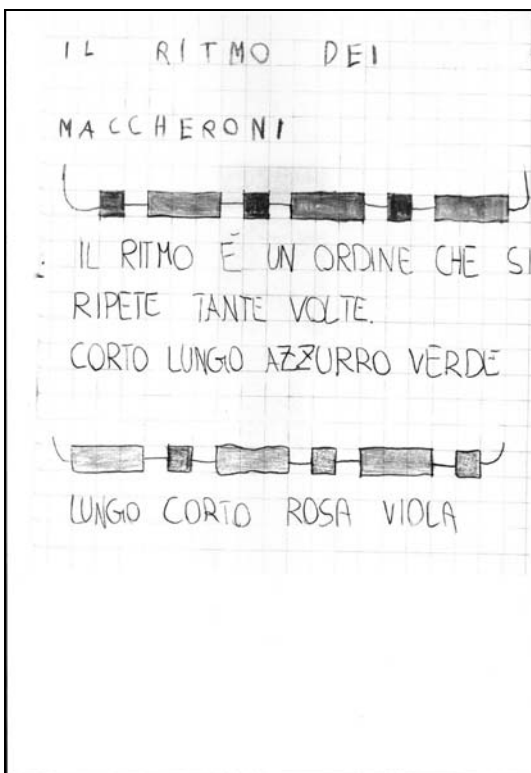 IL RITMO DEI
MACCHERONI
IL RITMO É UN ORDINE CHE SI
RIPETE TANTE VOLTE.
CORTO LUNGO AZZURRO VERDE
LUNGO CORTO ROSA VIOLA